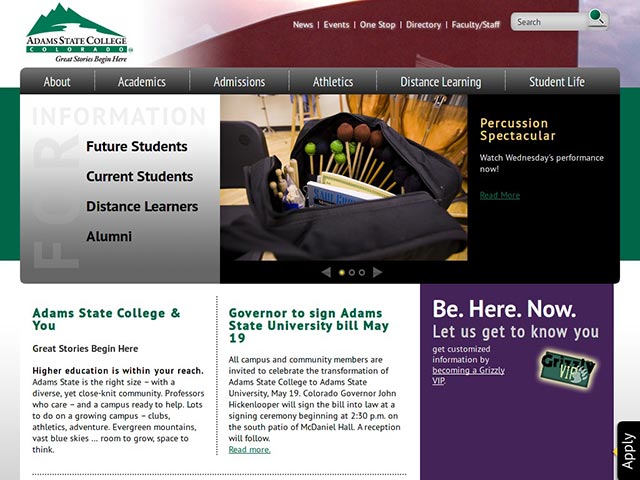 ADAMS STATE COLLEGE
COLORADO
Great Stories Begin Here
News | Events | One Stop | Directory | Faculty/Staff
Search
About
Academics
Admissions
Athletics
Distance Learning
Student Life
INFORMATION
FOR
Future Students
Current Students
Distance Learners
Alumni
Percussion
Spectacular
Watch Wednesday's performance
now!
Read More
Adams State College &
You
Great Stories Begin Here
Higher education is within your reach.
Adams State is the right size – with a
diverse, yet close-knit community. Professors
who care – and a campus ready to help. Lots
to do on a growing campus – clubs,
athletics, adventure. Evergreen mountains,
vast blue skies ... room to grow, space to
think.
Governor to sign Adams
State University bill May
19
All campus and community members are
invited to celebrate the transformation of
Adams State College to Adams State
University, May 19. Colorado Governor John
Hickenlooper will sign the bill into law at a
signing ceremony beginning at 2:30 p.m. on
the south patio of McDaniel Hall. A reception
will follow.
Read more.
Be. Here. Now.
Let us get to know you
get customized
information by
becoming a Grizzly
VIP.
Grizzly
VIP
Apply